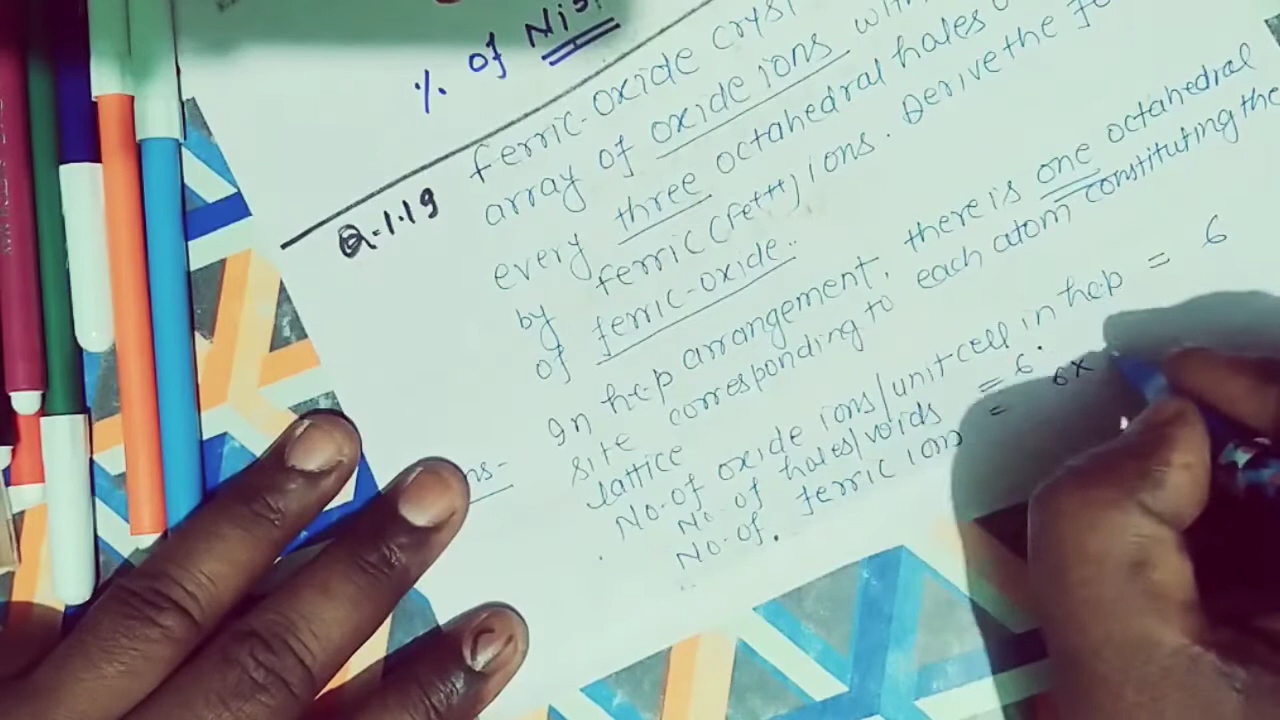 % of Ni
Q-1.19 ferric-oxide
array of oxide ions
every three octahedral holes
by ferric (Fe+++) ions. Derive the
of ferric-oxide..
In hcp arrangement, there is one octahedral
site corresponding to each atom constituting the
lattice
No. of oxide ions/unit cell in hcp = 6
No. of holes/voids = 6.
No. of. ferric ions = 6x